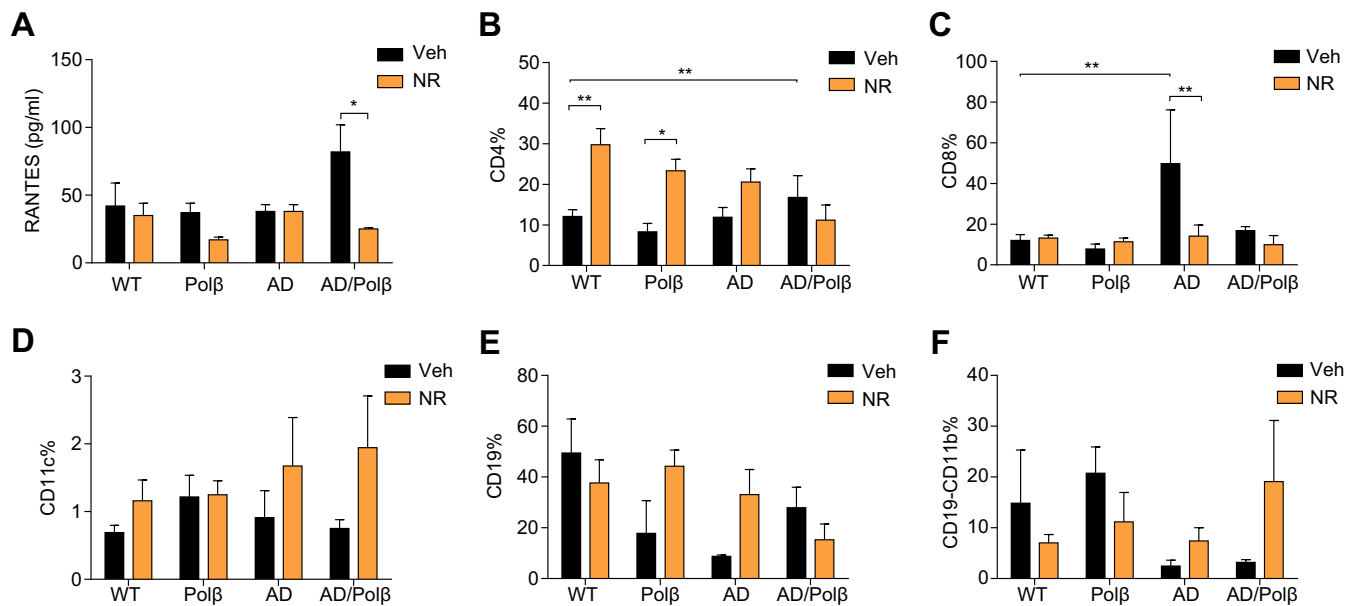 A
Veh
NR
RANTES (pg/ml)
150
100
50
0
*
WT Polβ AD AD/Polβ
B
Veh
NR
CD4%
50
40
30
20
10
0
**
**
*
WT Polβ AD AD/Polβ
C
Veh
NR
CD8%
100
80
60
40
20
0
**
**
WT Polβ AD AD/Polβ
D
Veh
NR
CD11c%
3
2
1
0
WT Polβ AD AD/Polβ
E
Veh
NR
CD19%
80
60
40
20
0
WT Polβ AD AD/Polβ
F
Veh
NR
CD19-CD11b%
40
30
20
10
0
WT Polβ AD AD/Polβ